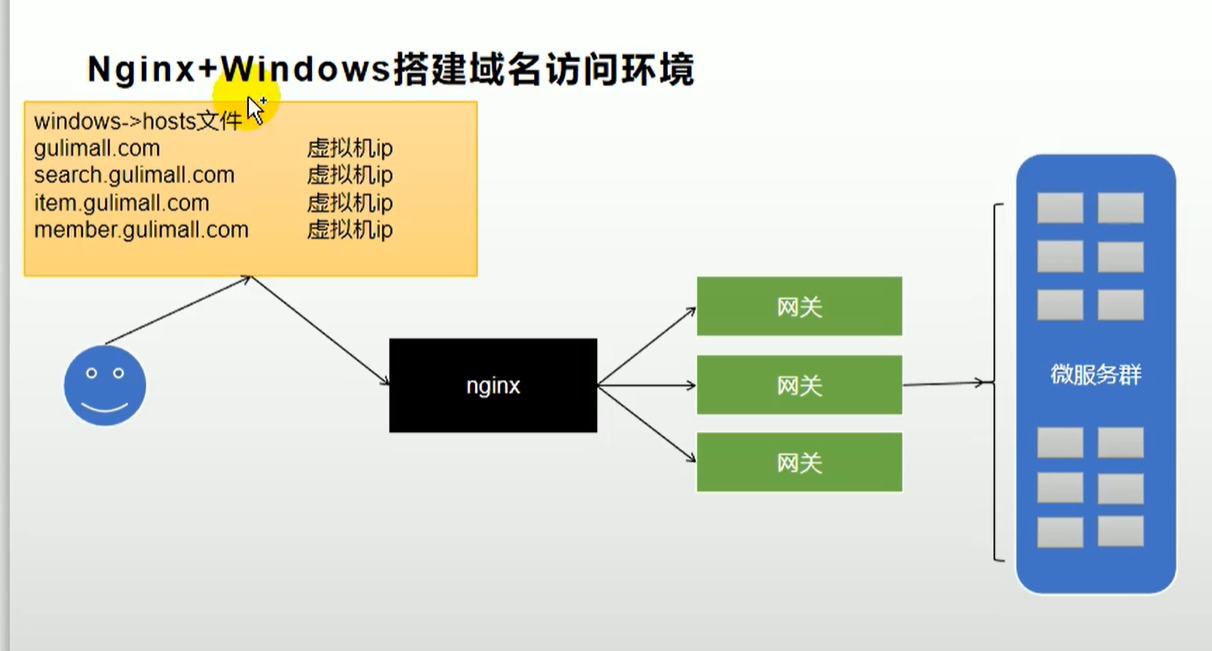 Nginx+Windows搭建域名访问环境
windows->hosts文件
gulimall.com 虚拟机ip
search.gulimall.com 虚拟机ip
item.gulimall.com 虚拟机ip
member.gulimall.com 虚拟机ip
nginx
网关
网关
网关
微服务群